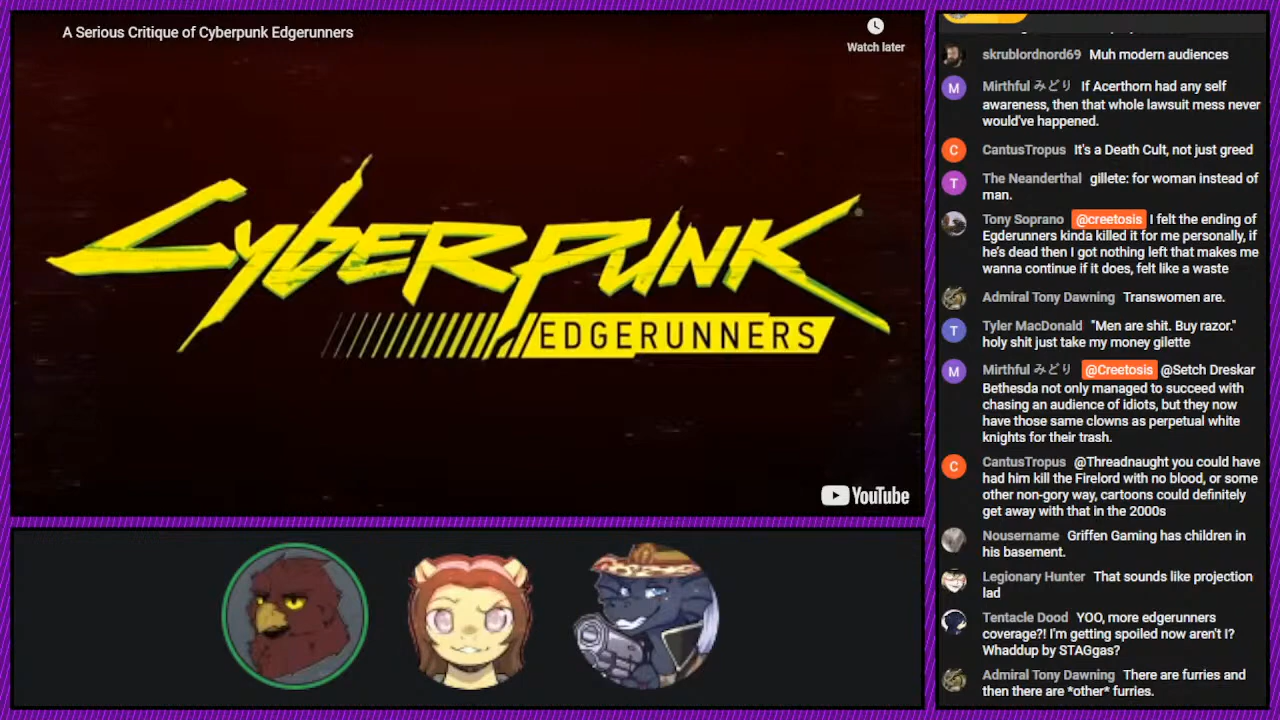 A Serious Critique of Cyberpunk Edgerunners
Watch later
CYBERPUNK
EDGERUNNERS
YouTube
skrublordnord69 Muh modern audiences
Mirthful みどり If Acerthorn had any self
awareness, then that whole lawsuit mess never
would've happened.
CantusTropus It's a Death Cult, not just greed
The Neanderthal gillete: for woman instead of
man.
Tony Soprano @creetosis I felt the ending of
Egderunners kinda killed it for me personally, if
he's dead then I got nothing left that makes me
wanna continue if it does, felt like a waste
Admiral Tony Dawning Transwomen are.
Tyler MacDonald "Men are shit. Buy razor."
holy shit just take my money gilette
Mirthful みどり @Creetosis @Setch Dreskar
Bethesda not only managed to succeed with
chasing an audience of idiots, but they now
have those same clowns as perpetual white
knights for their trash.
CantusTropus @Threadnaught you could have
had him kill the Firelord with no blood, or some
other non-gory way, cartoons could definitely
get away with that in the 2000s
Nousername Griffen Gaming has children in
his basement.
Legionary Hunter That sounds like projection
lad
Tentacle Dood YOO, more edgerunners
coverage?! I'm getting spoiled now aren't I?
Whaddup by STAGgas?
Admiral Tony Dawning There are furries and
then there are *other* furries.
M
C
T
T
M
C